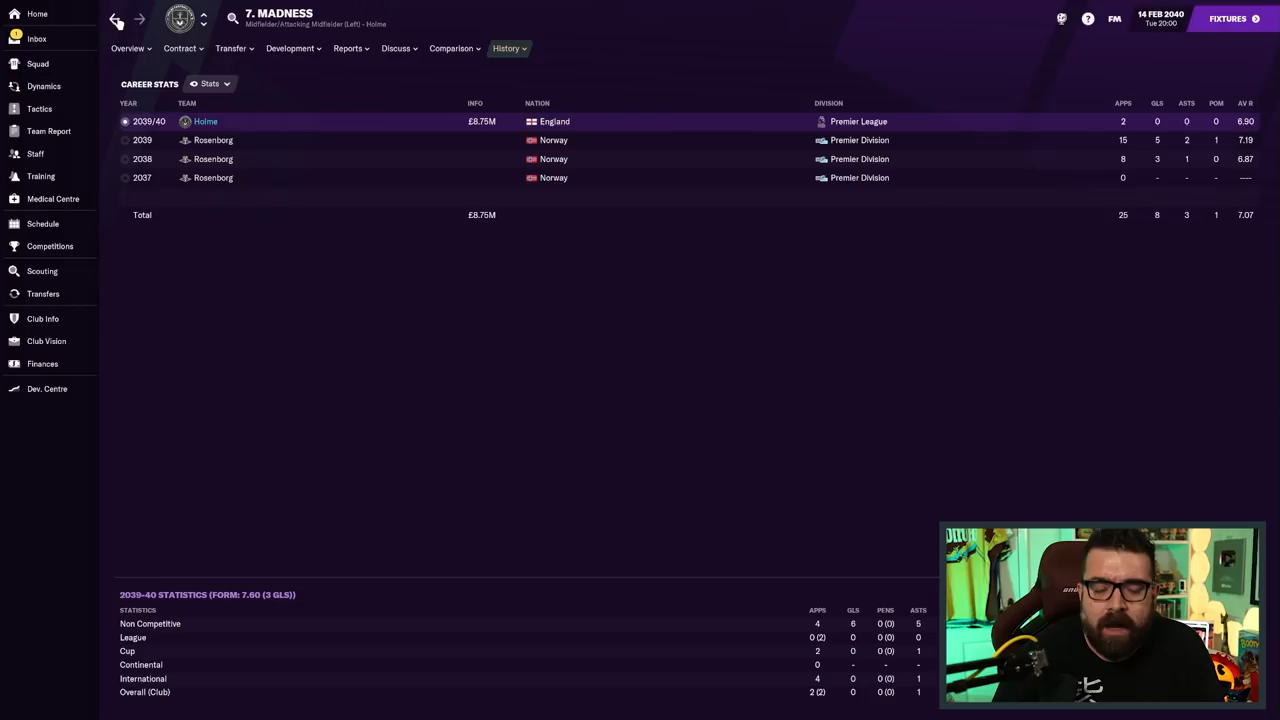 Home
7. MADNESS
Midfielder/Attacking Midfielder (Left) - Holme
FM
14 FEB 2040
Tue 20:00
FIXTURES
1
Inbox
Squad
Dynamics
Tactics
Team Report
Staff
Training
Medical Centre
Schedule
Competitions
Scouting
Transfers
Club Info
Club Vision
Finances
Dev. Centre
Overview Contract Transfer Development Reports Discuss Comparison History
CAREER STATS Stats
YEAR TEAM INFO NATION DIVISION APPS GLS ASTS POM AV R
2039/40 Holme £8.75M England Premier League 2 0 0 0 6.90
2039 Rosenborg Norway Premier Division 15 5 2 1 7.19
2038 Rosenborg Norway Premier Division 8 3 1 0 6.87
2037 Rosenborg Norway Premier Division 0 - - - ----
Total £8.75M 25 8 3 1 7.07
2039-40 STATISTICS (FORM: 7.60 (3 GLS))
STATISTICS APPS GLS PENS ASTS
Non Competitive 4 6 0 (0) 5
League 0 (2) 0 0 (0) 0
Cup 2 0 0 (0) 1
Continental 0 - - -
International 4 0 0 (0) 1
Overall (Club) 2 (2) 0 0 (0) 1